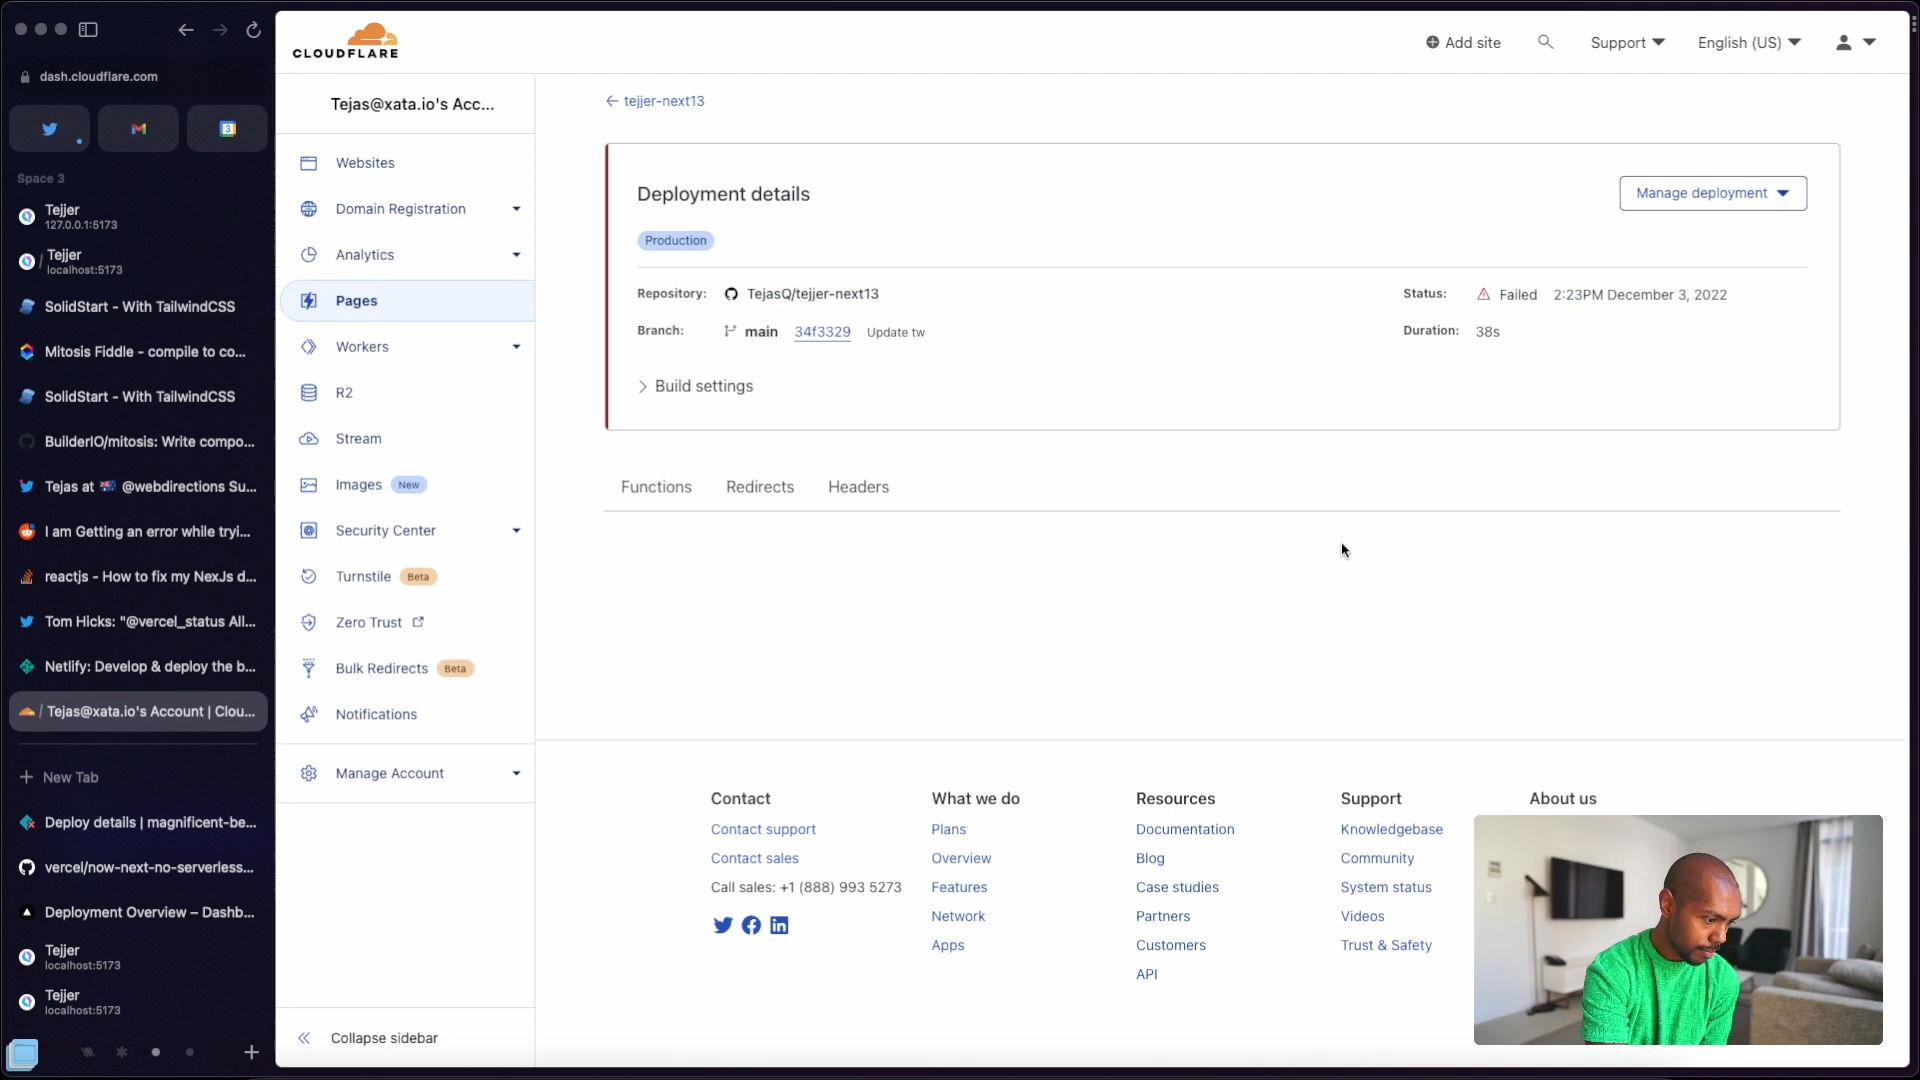 dash.cloudflare.com
3
Space 3
Tejjer
127.0.0.1:5173
/ Tejjer
localhost:5173
SolidStart - With TailwindCSS
Mitosis Fiddle - compile to co...
SolidStart - With TailwindCSS
BuilderIO/mitosis: Write compo...
Tejas at 🇦🇺 @webdirections Su...
I am Getting an error while tryi...
reactjs - How to fix my NexJs d...
Tom Hicks: "@vercel_status All...
Netlify: Develop & deploy the b...
/ Tejas@xata.io's Account | Clou...
New Tab
Deploy details | magnificent-be...
vercel/now-next-no-serverless...
Deployment Overview – Dashb...
Tejjer
localhost:5173
Tejjer
localhost:5173
CLOUDFLARE
Add site
Support
English (US)
Tejas@xata.io's Acc...
Websites
Domain Registration
Analytics
Pages
Workers
R2
Stream
Images New
Security Center
Turnstile Beta
Zero Trust
Bulk Redirects Beta
Notifications
Manage Account
Collapse sidebar
← tejjer-next13
Deployment details
Manage deployment
Production
Repository: TejasQ/tejjer-next13
Status: Failed 2:23PM December 3, 2022
Branch: main 34f3329 Update tw
Duration: 38s
Build settings
Functions Redirects Headers
Contact
Contact support
Contact sales
Call sales: +1 (888) 993 5273
What we do
Plans
Overview
Features
Network
Apps
Resources
Documentation
Blog
Case studies
Partners
Customers
API
Support
Knowledgebase
Community
System status
Videos
Trust & Safety
About us